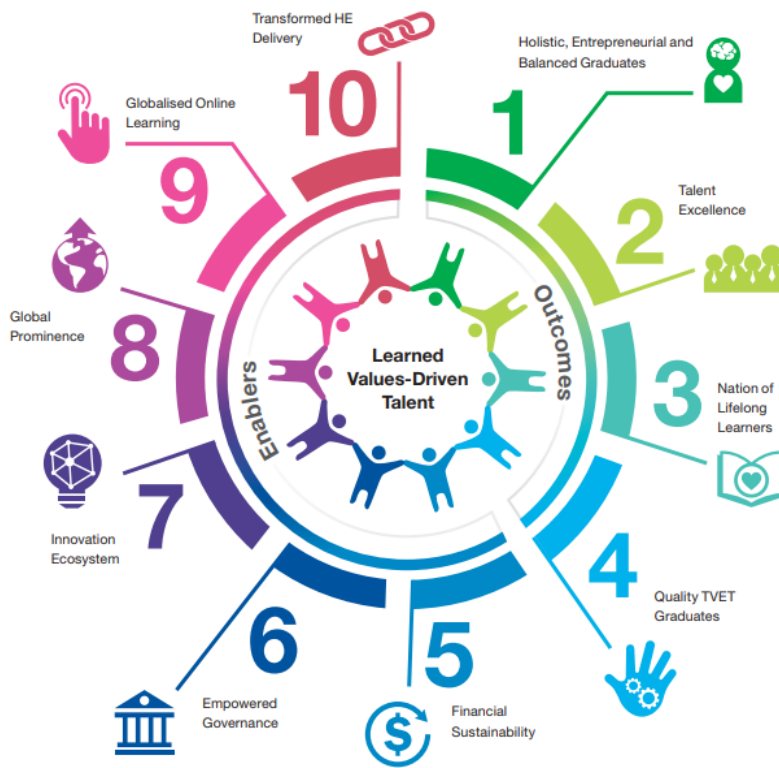 Transformed HE
Delivery
10
Holistic, Entrepreneurial and
Balanced Graduates
1
Talent
Excellence
2
Nation of
Lifelong
Learners
3
Quality TVET
Graduates
4
Financial
Sustainability
5
$
Empowered
Governance
6
Innovation
Ecosystem
7
Global
Prominence
8
Globalised Online
Learning
9
Learned
Values-Driven
Talent
Outcomes
Enablers